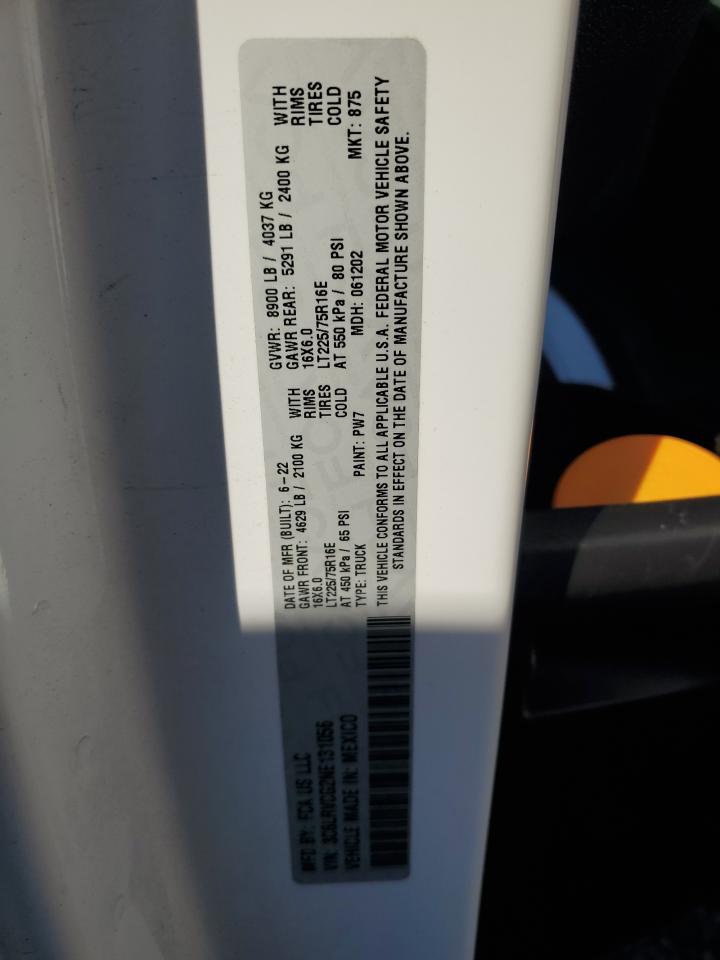 MFD BY: FCA US LLC
DATE OF MFR (BUILT): 6-22
GVWR: 8900 LB / 4037 KG
VIN: 3C6LRVCG2NE131056
GAWR FRONT: 4629 LB / 2100 KG WITH
GAWR REAR: 5291 LB / 2400 KG WITH
16X6.0 RIMS
16X6.0 RIMS
VEHICLE MADE IN: MEXICO
LT225/75R16E TIRES
LT225/75R16E TIRES
AT 450 kPa / 65 PSI COLD
AT 550 kPa / 80 PSI COLD
TYPE: TRUCK PAINT: PW7 MDH: 061202 MKT: 875
THIS VEHICLE CONFORMS TO ALL APPLICABLE U.S.A. FEDERAL MOTOR VEHICLE SAFETY
STANDARDS IN EFFECT ON THE DATE OF MANUFACTURE SHOWN ABOVE.